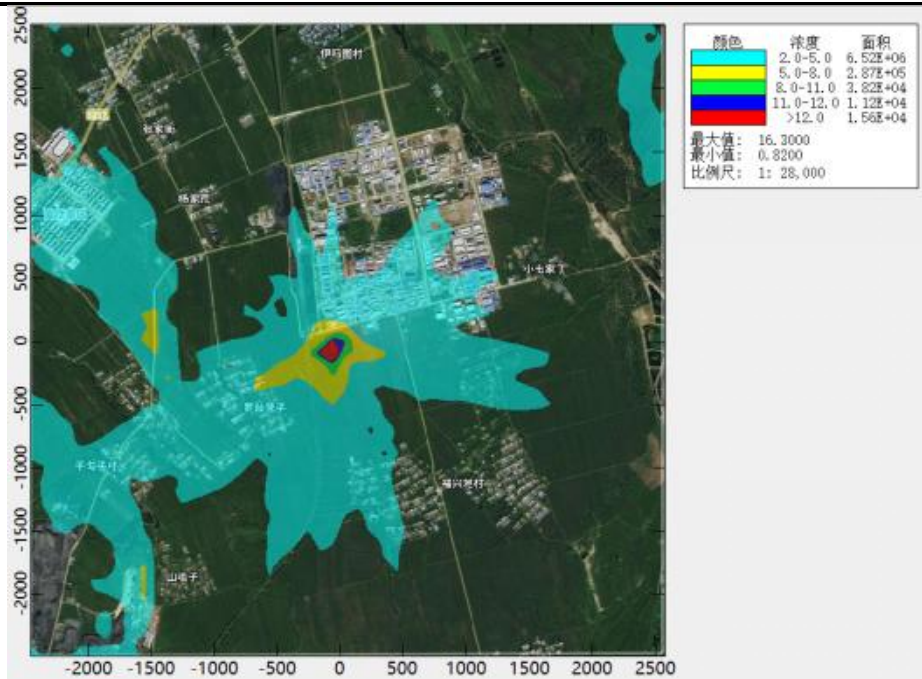 颜色 浓度 面积
2.0-5.0 6.52E+06
5.0-8.0 2.87E+05
8.0-11.0 3.82E+04
11.0-12.0 1.12E+04
>12.0 1.56E+04
最大值: 16.3000
最小值: 0.8200
比例尺: 1: 28,000
2500
2000
1500
1000
500
0
-500
-1000
-1500
-2000
伊玛图村
张家街
福兴地村
山嘴子
-2000 -1500 -1000 -500 0 500 1000 1500 2000 2500